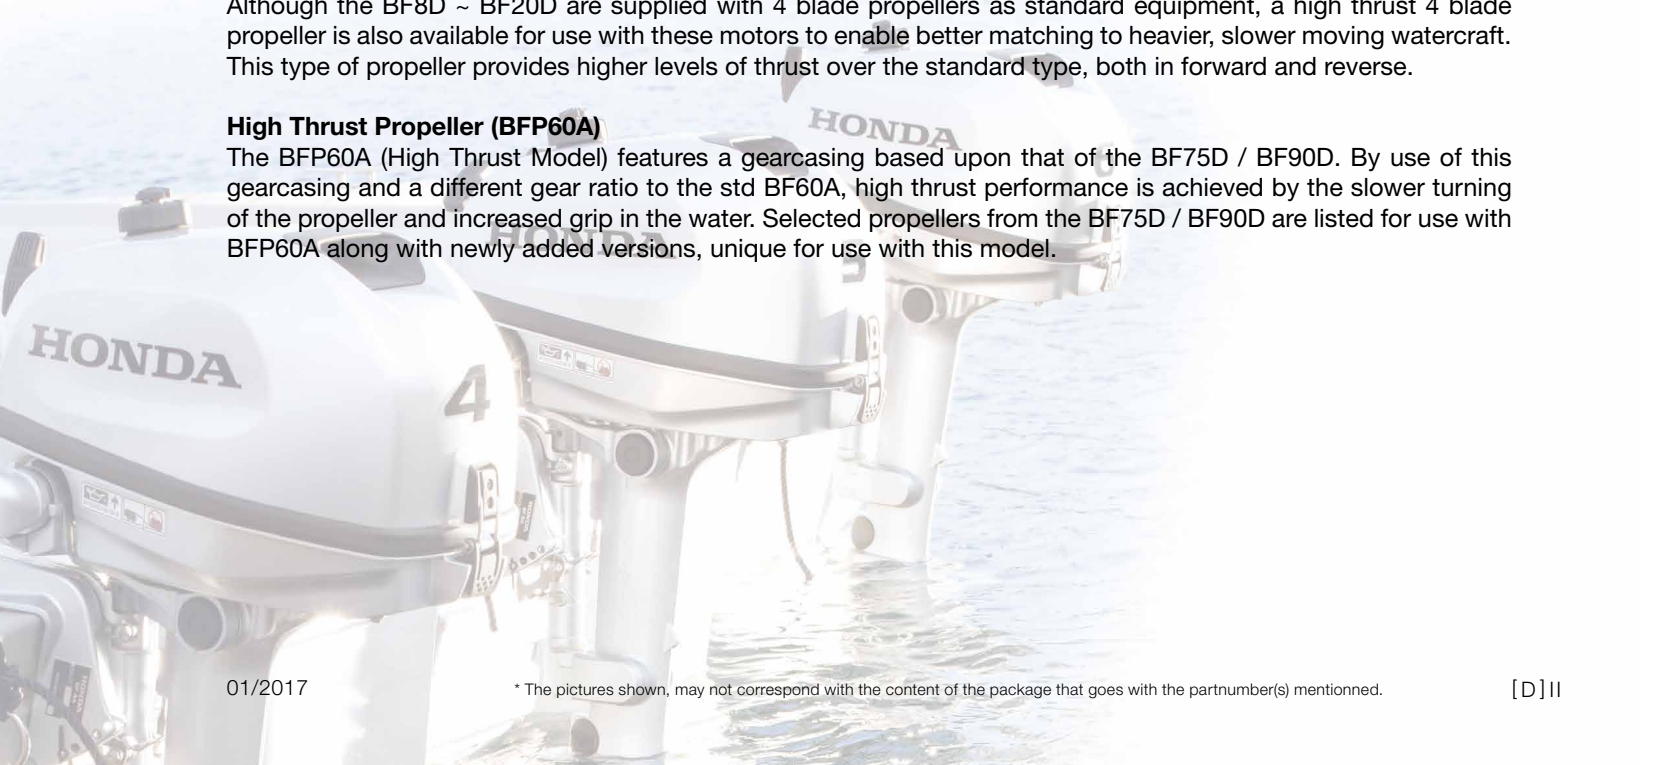 Although the BF8D ~ BF20D are supplied with 4 blade propellers as standard equipment, a high thrust 4 blade
propeller is also available for use with these motors to enable better matching to heavier, slower moving watercraft.
This type of propeller provides higher levels of thrust over the standard type, both in forward and reverse.
High Thrust Propeller (BFP60A)
The BFP60A (High Thrust Model) features a gearcasing based upon that of the BF75D / BF90D. By use of this
gearcasing and a different gear ratio to the std BF60A, high thrust performance is achieved by the slower turning
of the propeller and increased grip in the water. Selected propellers from the BF75D / BF90D are listed for use with
BFP60A along with newly added versions, unique for use with this model.
HONDA
6
HONDA
5
HONDA
4
01/2017
* The pictures shown, may not correspond with the content of the package that goes with the partnumber(s) mentionned.
[D]II